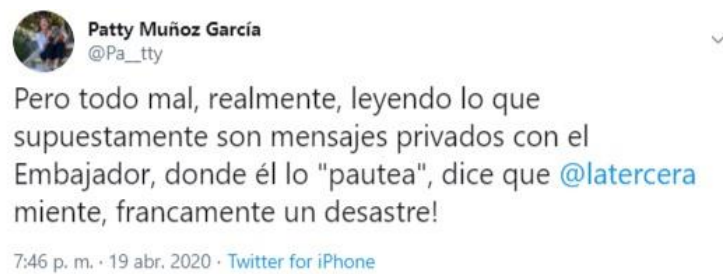 Patty Muñoz García
@Pa__tty
Pero todo mal, realmente, leyendo lo que
supuestamente son mensajes privados con el
Embajador, donde él lo "pautea", dice que @latercera
miente, francamente un desastre!
7:46 p. m. · 19 abr. 2020 · Twitter for iPhone